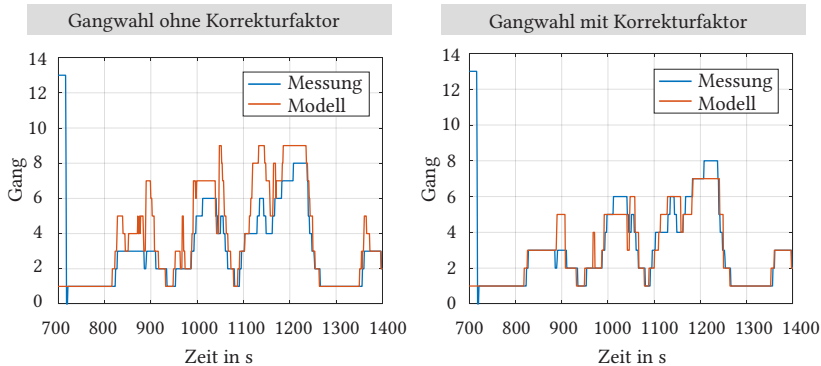 Gangwahl ohne Korrekturfaktor
14
12
10
8
6
4
2
0
Gang
Messung
Modell
700 800 900 1000 1100 1200 1300 1400
Zeit in s
Gangwahl mit Korrekturfaktor
14
12
10
8
6
4
2
0
Gang
Messung
Modell
700 800 900 1000 1100 1200 1300 1400
Zeit in s